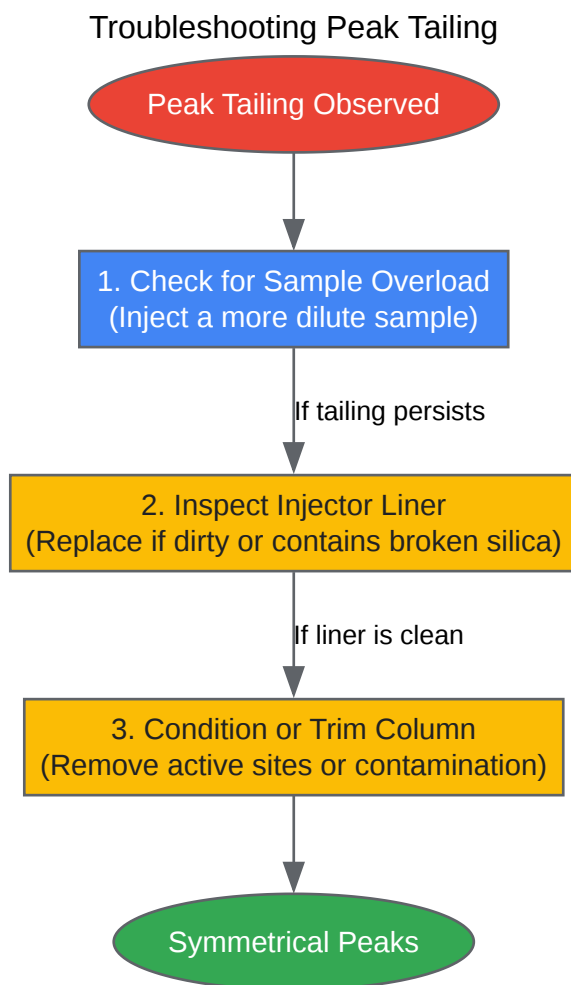 Troubleshooting Peak Tailing
Peak Tailing Observed
1. Check for Sample Overload
(Inject a more dilute sample)
If tailing persists
2. Inspect Injector Liner
(Replace if dirty or contains broken silica)
If liner is clean
3. Condition or Trim Column
(Remove active sites or contamination)
Symmetrical Peaks